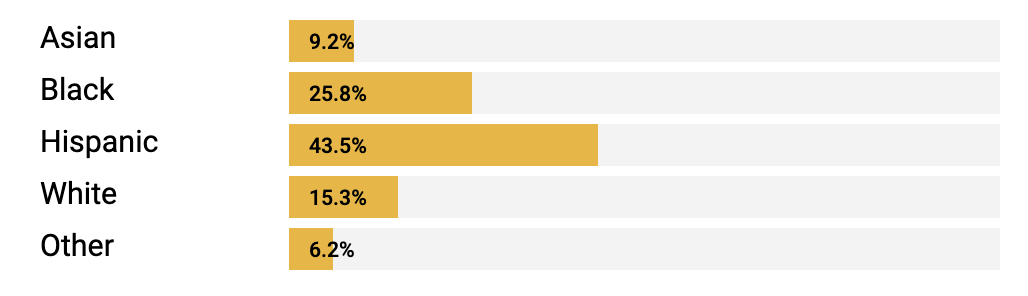 Asian 9.2%
Black 25.8%
Hispanic 43.5%
White 15.3%
Other 6.2%